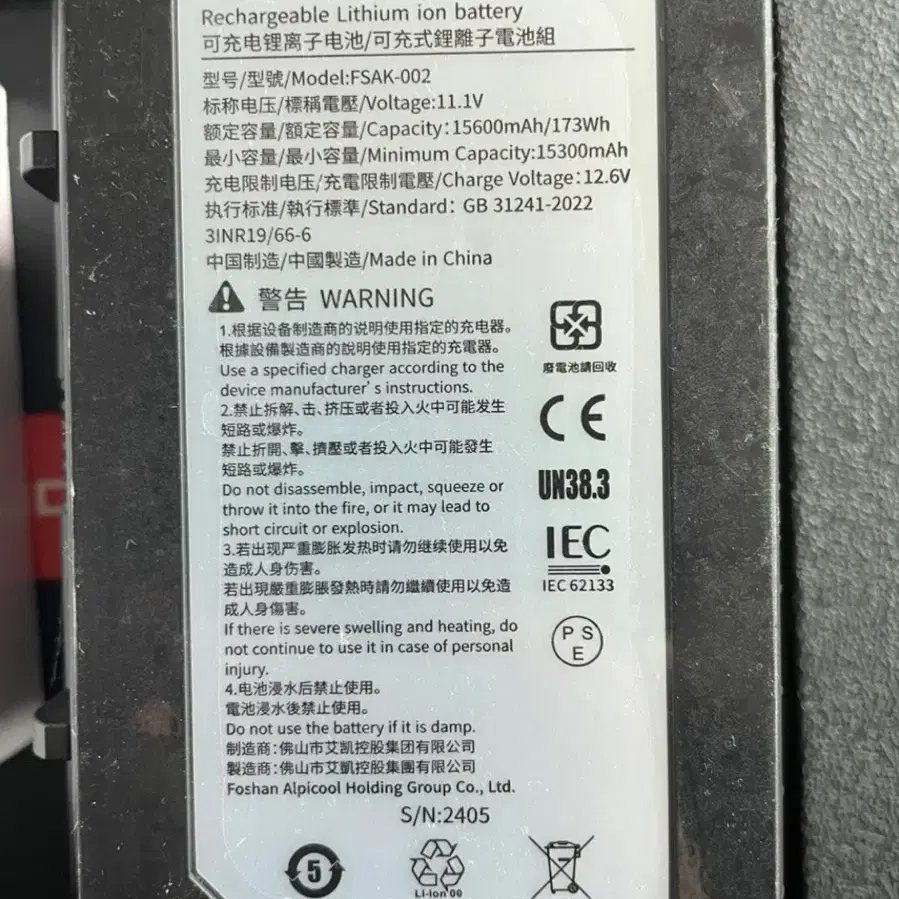 Rechargeable Lithium ion battery
可充电锂离子电池/可充式鋰離子電池組
型号/型號/Model:FSAK-002
标称电压/標稱電壓/Voltage:11.1V
额定容量/額定容量/Capacity:15600mAh/173Wh
最小容量/最小容量/Minimum Capacity:15300mAh
充电限制电压/充電限制電壓/Charge Voltage:12.6V
执行标准/執行標準/Standard: GB 31241-2022
3INR19/66-6
中国制造/中國製造/Made in China
警告 WARNING
1.根据设备制造商的说明使用指定的充电器。
根據設備製造商的說明使用指定的充電器。
Use a specified charger according to the
device manufacturer's instructions.
2.禁止拆解、击、挤压或者投入火中可能发生
短路或爆炸。
禁止折開、擊、擠壓或者投入火中可能發生
短路或爆炸。
Do not disassemble, impact, squeeze or
throw it into the fire, or it may lead to
short circuit or explosion.
3.若出现严重膨胀发热时请勿继续使用以免
造成人身伤害。
若出現嚴重膨脹發熱時請勿繼續使用以免造
成人身傷害。
If there is severe swelling and heating, do
not continue to use it in case of personal
injury.
4.电池浸水后禁止使用。
電池浸水後禁止使用。
Do not use the battery if it is damp.
制造商:佛山市艾凯控股集团有限公司
製造商:佛山市艾凱控股集團有限公司
Foshan Alpicool Holding Group Co., Ltd.
S/N:2405
廢電池請回收
CE
UN38.3
IEC
IEC 62133
PS
E
5
Li-ion 00